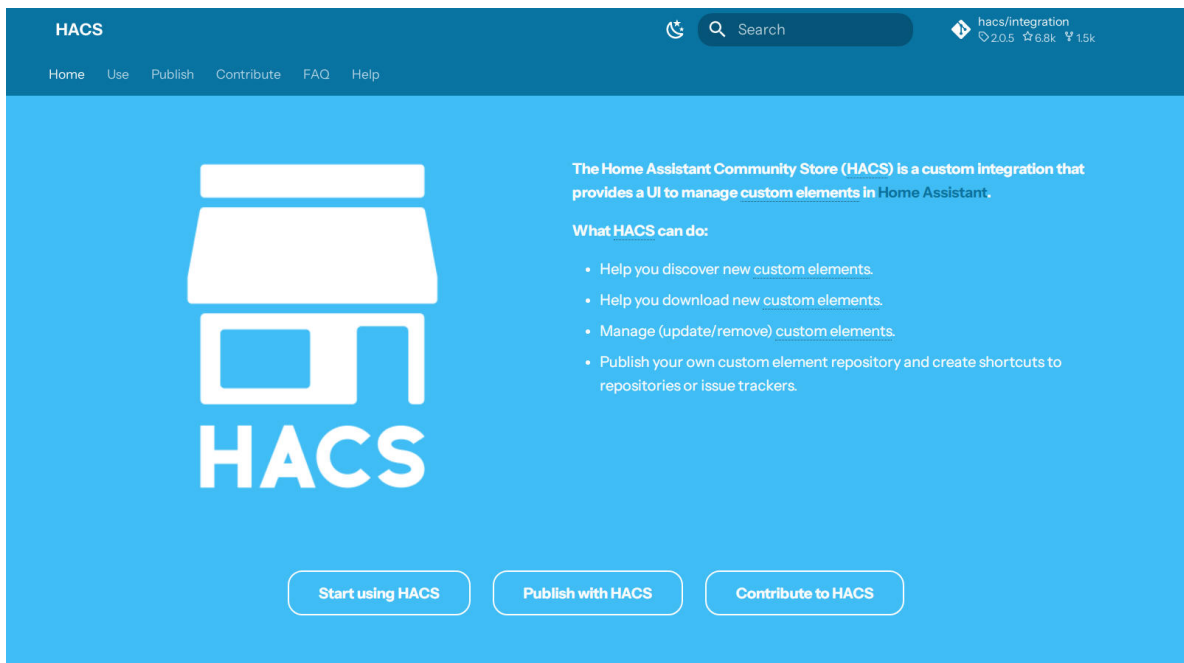 HACS
Search
hacs/integration
2.0.5 6.8k 1.5k
Home Use Publish Contribute FAQ Help
The Home Assistant Community Store (HACS) is a custom integration that
provides a UI to manage custom elements in Home Assistant.
What HACS can do:
• Help you discover new custom elements.
• Help you download new custom elements.
• Manage (update/remove) custom elements.
• Publish your own custom element repository and create shortcuts to
repositories or issue trackers.
HACS
Start using HACS Publish with HACS Contribute to HACS